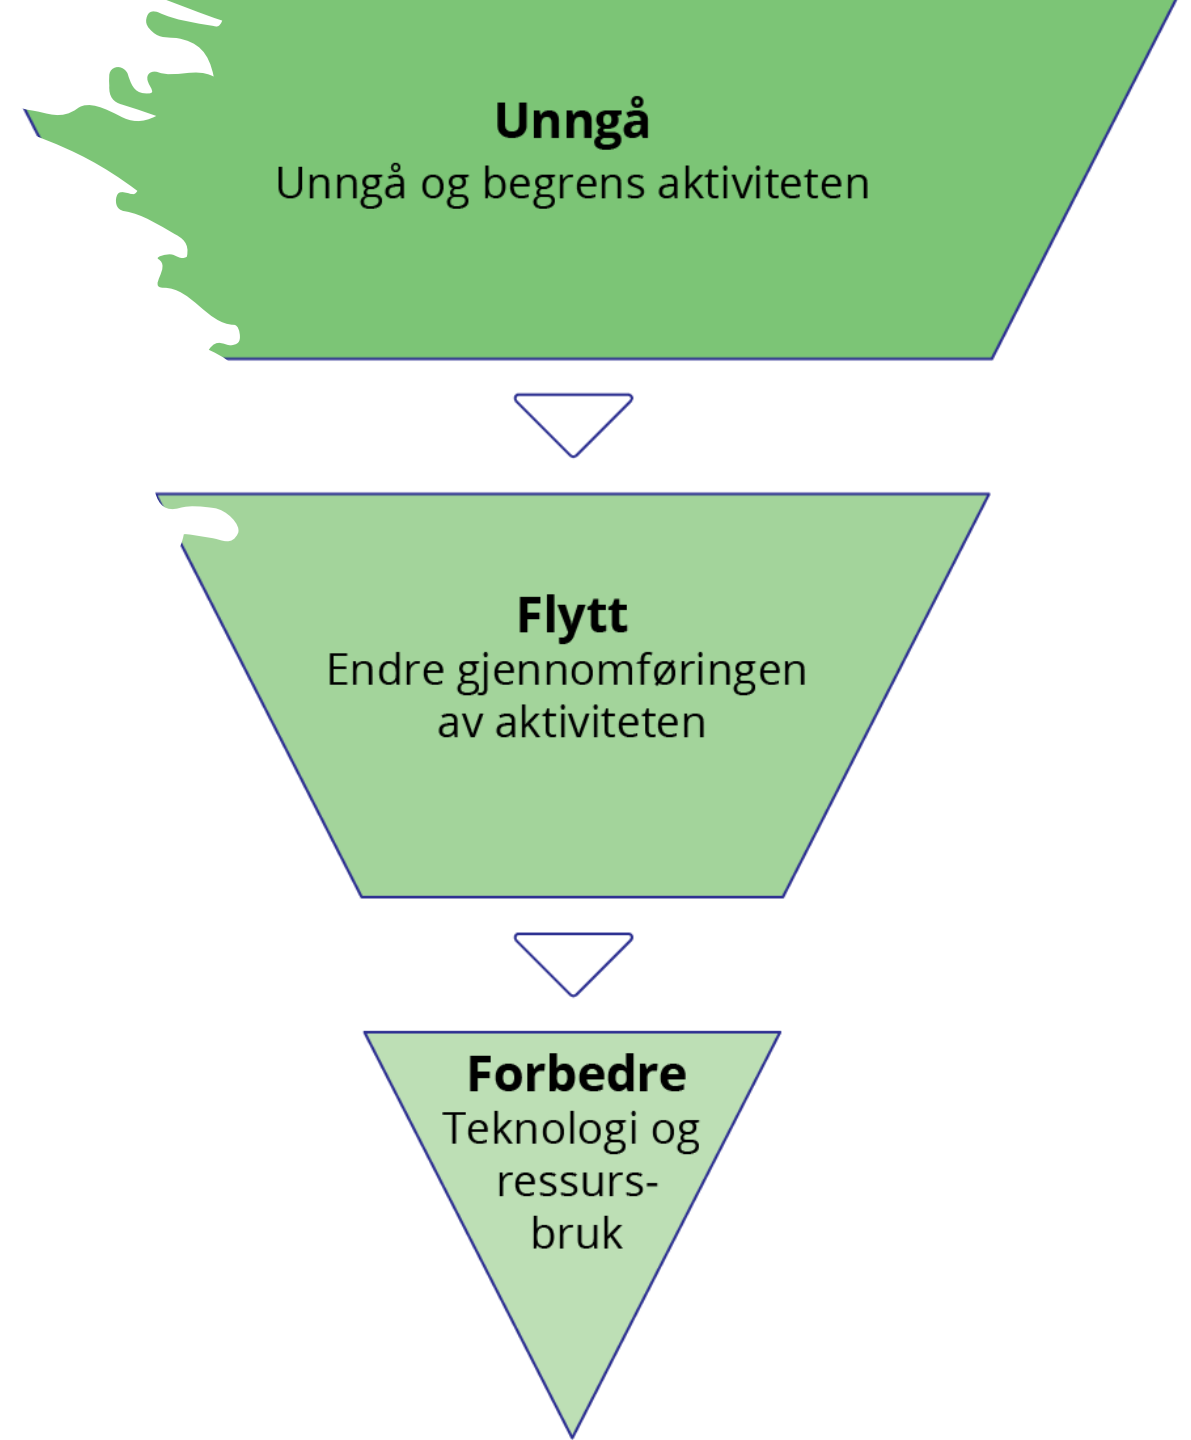 Unngå
Unngå og begrens aktiviteten
Flytt
Endre gjennomføringen
av aktiviteten
Forbedre
Teknologi og
ressurs-
bruk